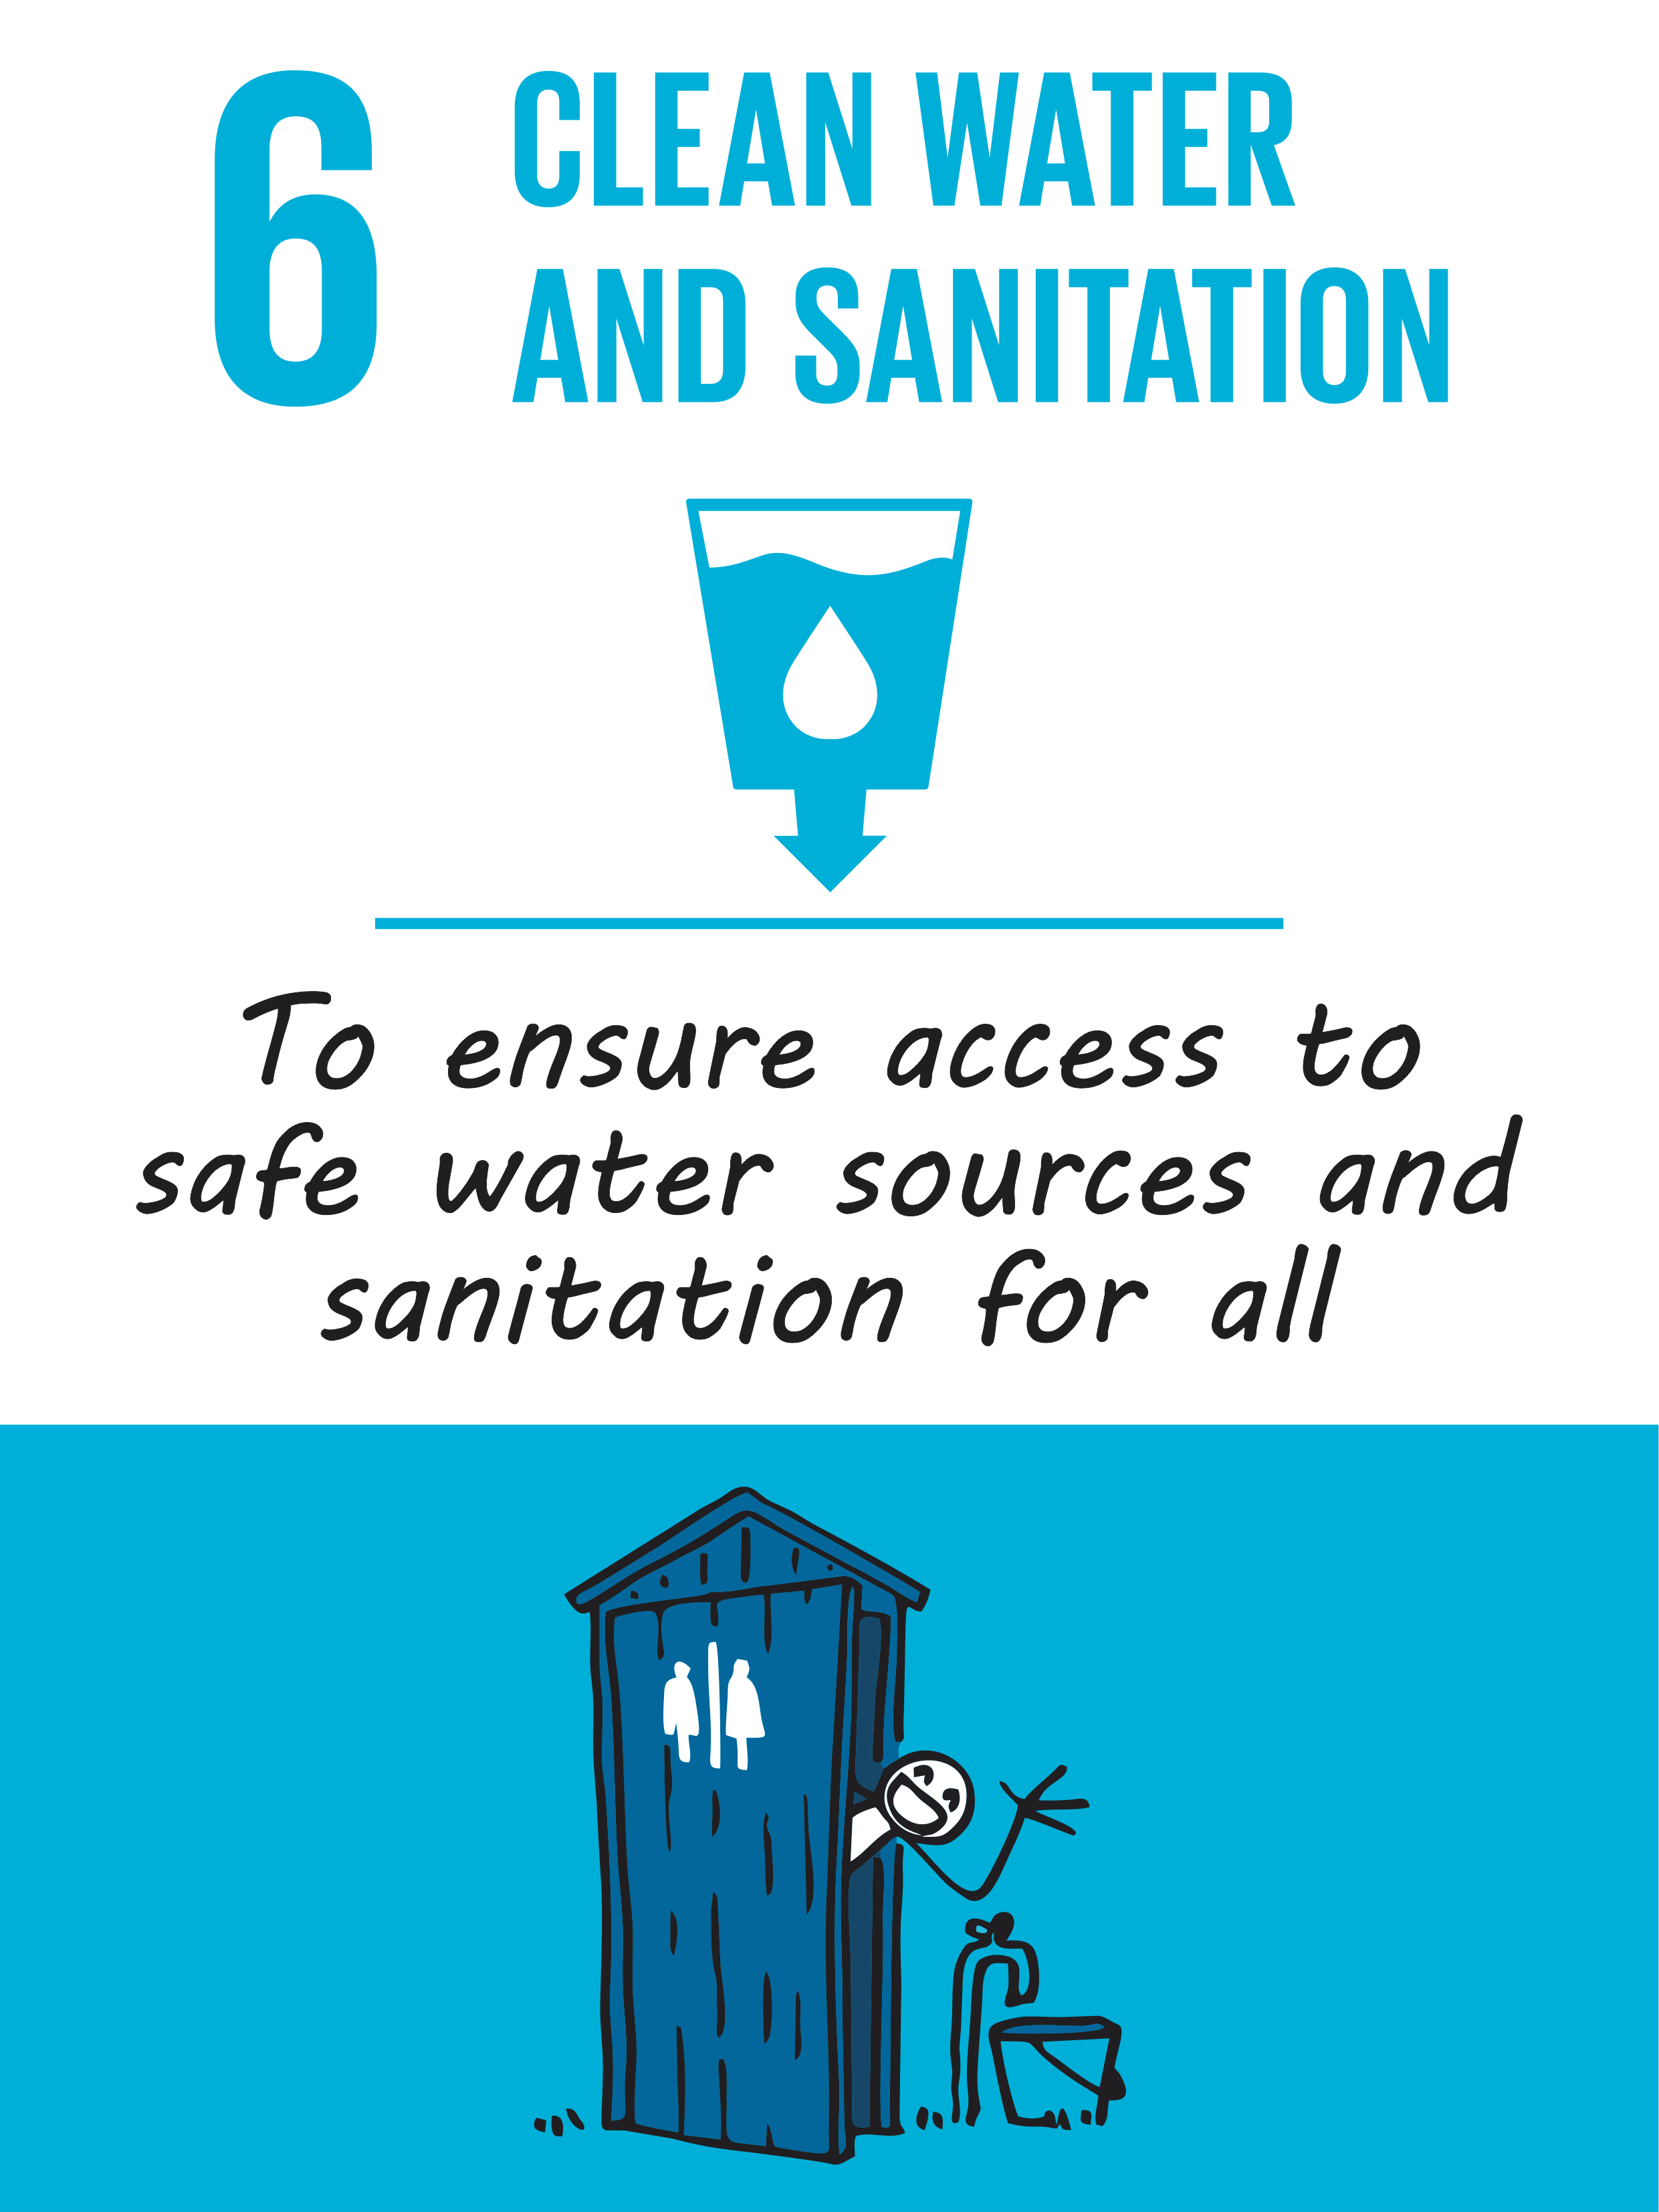 6 CLEAN WATER
AND SANITATION
To ensure access to
safe water sources and
sanitation for all